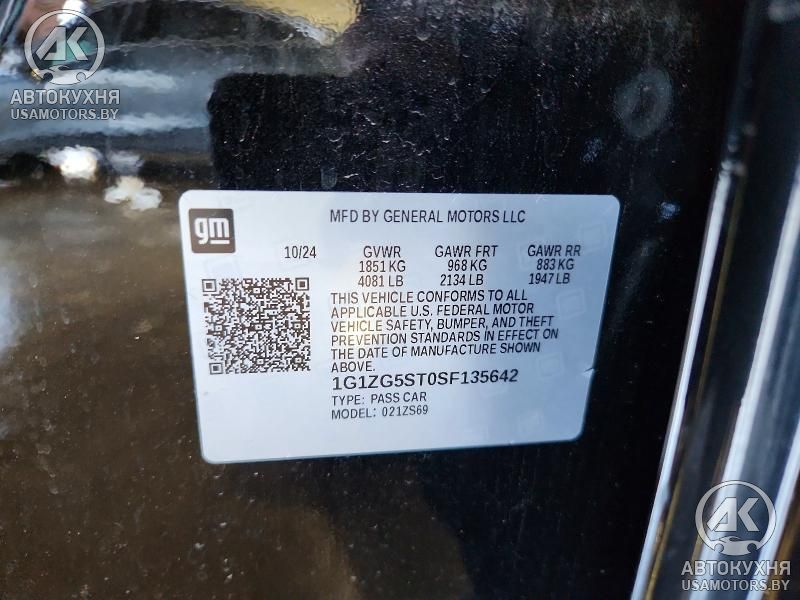 АВТОКУХНЯ
USAMOTORS.BY
gm
MFD BY GENERAL MOTORS LLC
10/24 GVWR GAWR FRT GAWR RR
1851 KG 968 KG 883 KG
4081 LB 2134 LB 1947 LB
THIS VEHICLE CONFORMS TO ALL
APPLICABLE U.S. FEDERAL MOTOR
VEHICLE SAFETY, BUMPER, AND THEFT
PREVENTION STANDARDS IN EFFECT ON
THE DATE OF MANUFACTURE SHOWN
ABOVE.
1G1ZG5ST0SF135642
TYPE: PASS CAR
MODEL: 021ZS69
АК
АВТОКУХНЯ
USAMOTORS.BY